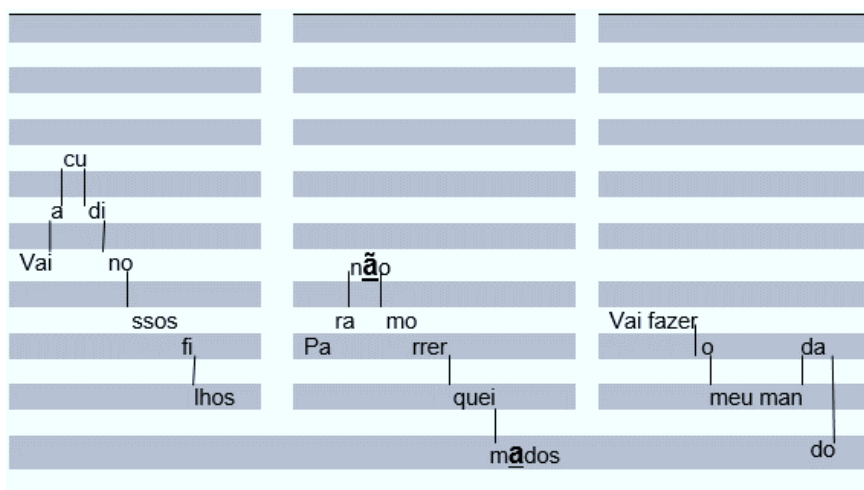 Vai a cu di no ssos fi lhos
Pa ra não mo rrer quei mados
Vai fazer o meu man da do